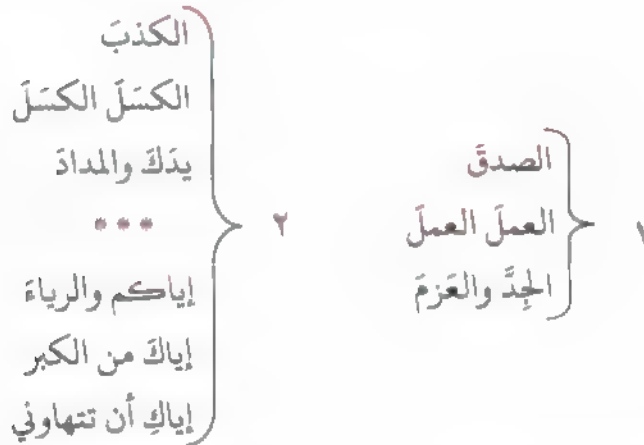 ١
الصدقَ
العملَ العملَ
الجِدَّ والعَزمَ
٢
الكذبَ
الكسَلَ الكسَلَ
يدَكَ والمدادَ
* * *
إياكم والرياءَ
إياكَ من الكبر
إياكِ أن تتهاوني